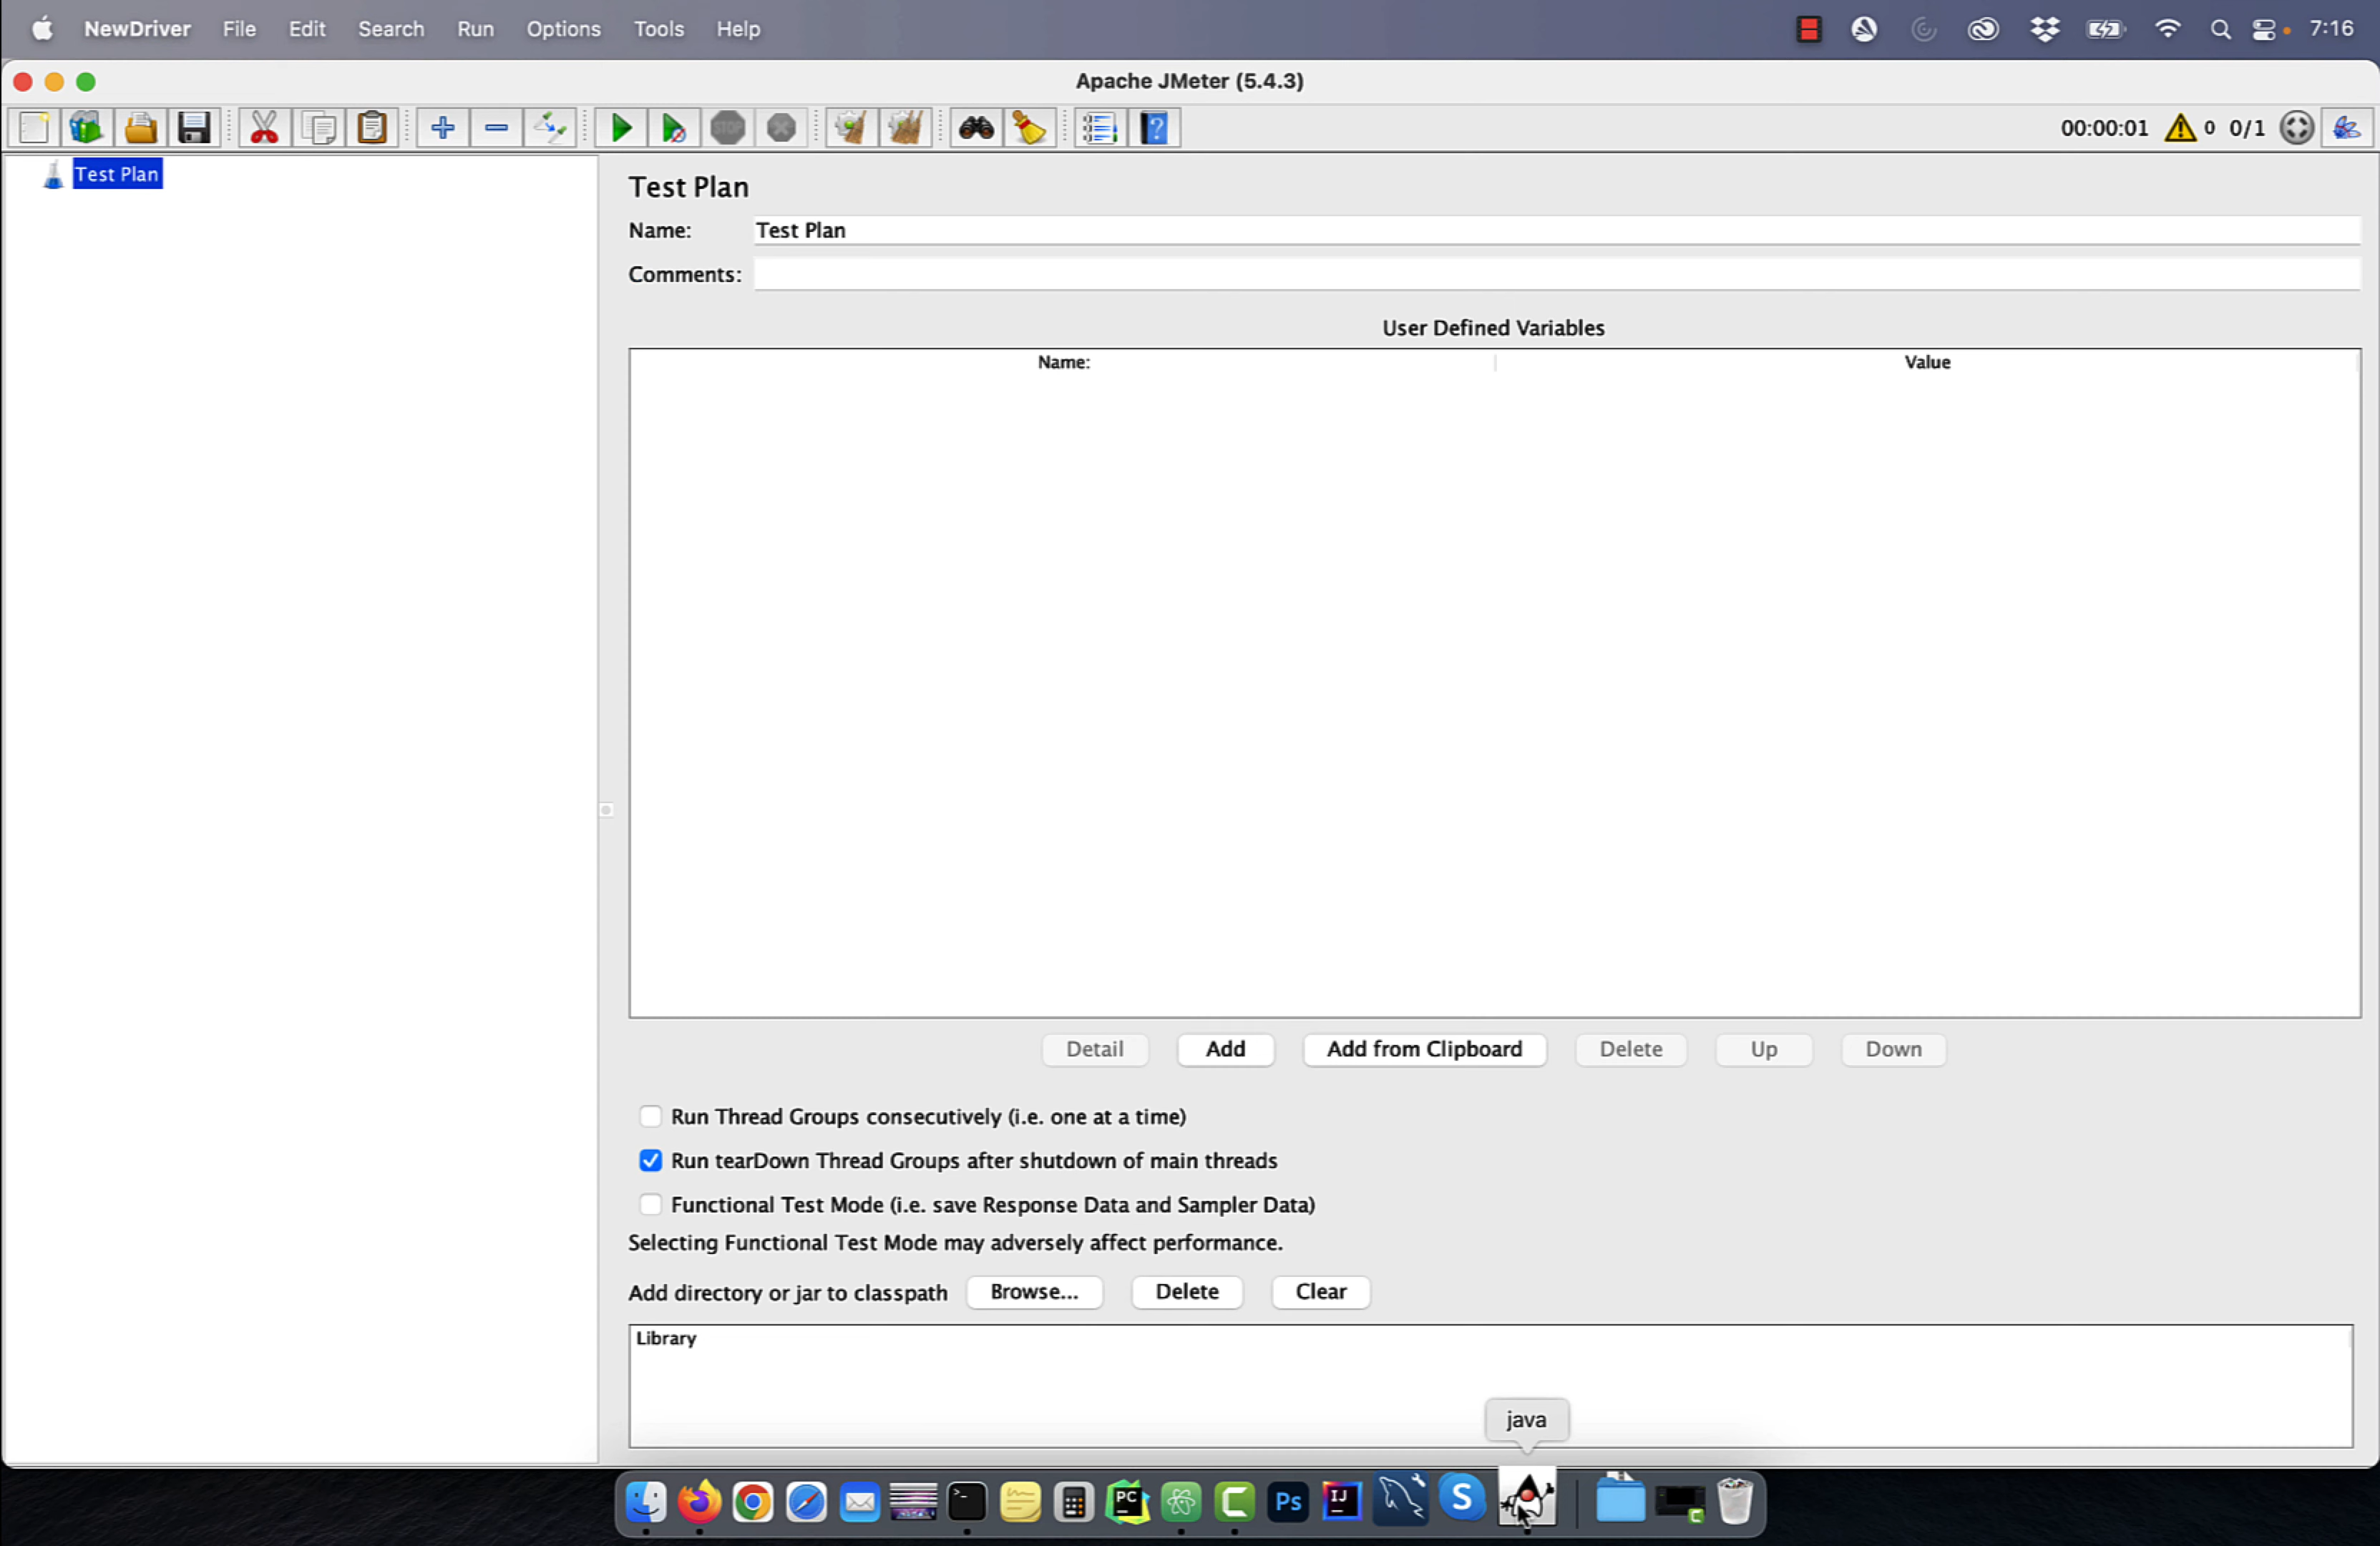 NewDriver File Edit Search Run Options Tools Help 7:16
Apache JMeter (5.4.3)
STOP ? 00:00:01 0 0/1
Test Plan
Test Plan
Name: Test Plan
Comments:
User Defined Variables
Name: Value
Detail Add Add from Clipboard Delete Up Down
Run Thread Groups consecutively (i.e. one at a time)
Run tearDown Thread Groups after shutdown of main threads
Functional Test Mode (i.e. save Response Data and Sampler Data)
Selecting Functional Test Mode may adversely affect performance.
Add directory or jar to classpath Browse... Delete Clear
Library
java
>_ PC C Ps IJ S